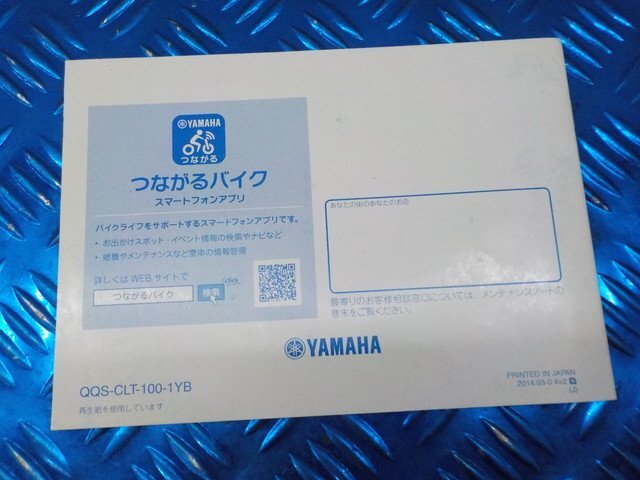 YAMAHA
つながる
つながるバイク
スマートフォンアプリ
バイクライフをサポートするスマートフォンアプリです。
・お出かけスポット・イベント情報の検索やナビなど
・燃費やメンテナンスなど愛車の情報管理
詳しくはWEBサイトで
click
つながるバイク
検索
あなたの街のあなたのお店
最寄りのお客様相談窓口については、メンテナンスノートの
巻末をご覧ください。
YAMAHA
QQS-CLT-100-1YB
再生紙を使用しています
PRINTED IN JAPAN
2014.03-0.4×2
(J)